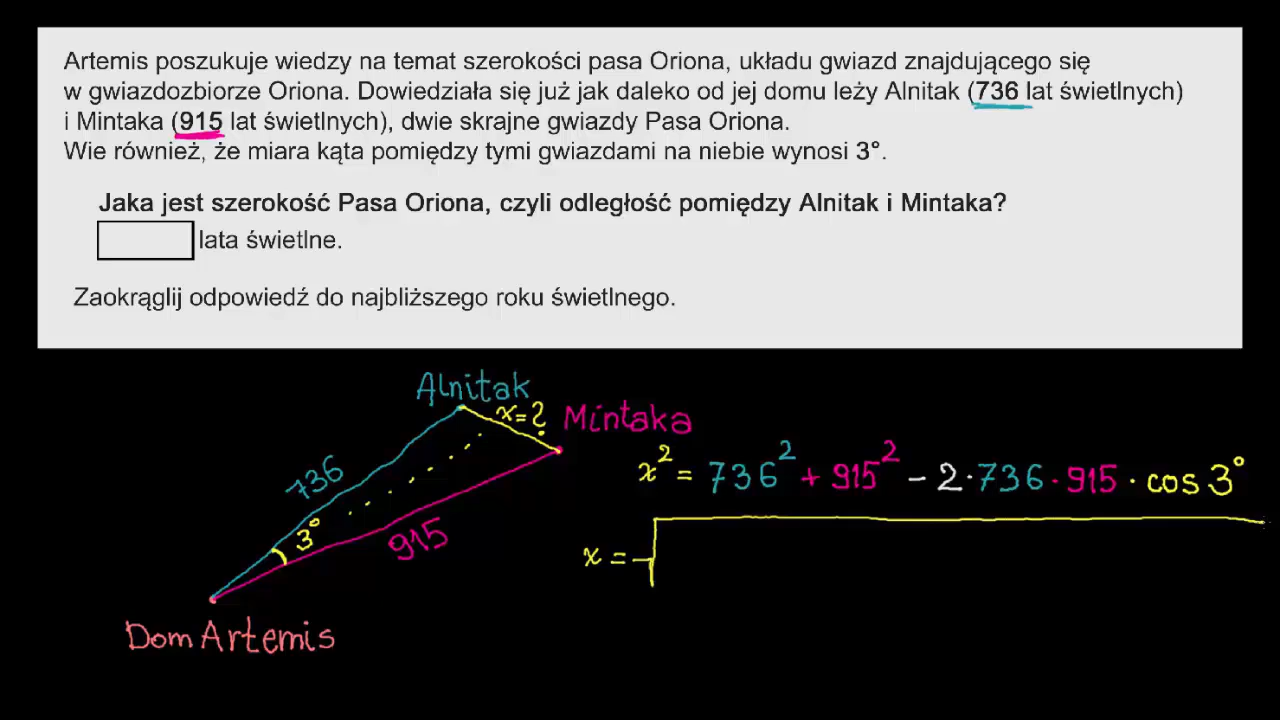 Artemis poszukuje wiedzy na temat szerokości pasa Oriona, układu gwiazd znajdującego się
w gwiazdozbiorze Oriona. Dowiedziała się już jak daleko od jej domu leży Alnitak (736 lat świetlnych)
i Mintaka (915 lat świetlnych), dwie skrajne gwiazdy Pasa Oriona.
Wie również, że miara kąta pomiędzy tymi gwiazdami na niebie wynosi 3°.
Jaka jest szerokość Pasa Oriona, czyli odległość pomiędzy Alnitak i Mintaka?
lata świetlne.
Zaokrąglij odpowiedź do najbliższego roku świetlnego.
Alnitak
x=?
Mintaka
736
x² = 736² + 915² - 2·736·915·cos 3°
3°
915
x = √
Dom Artemis